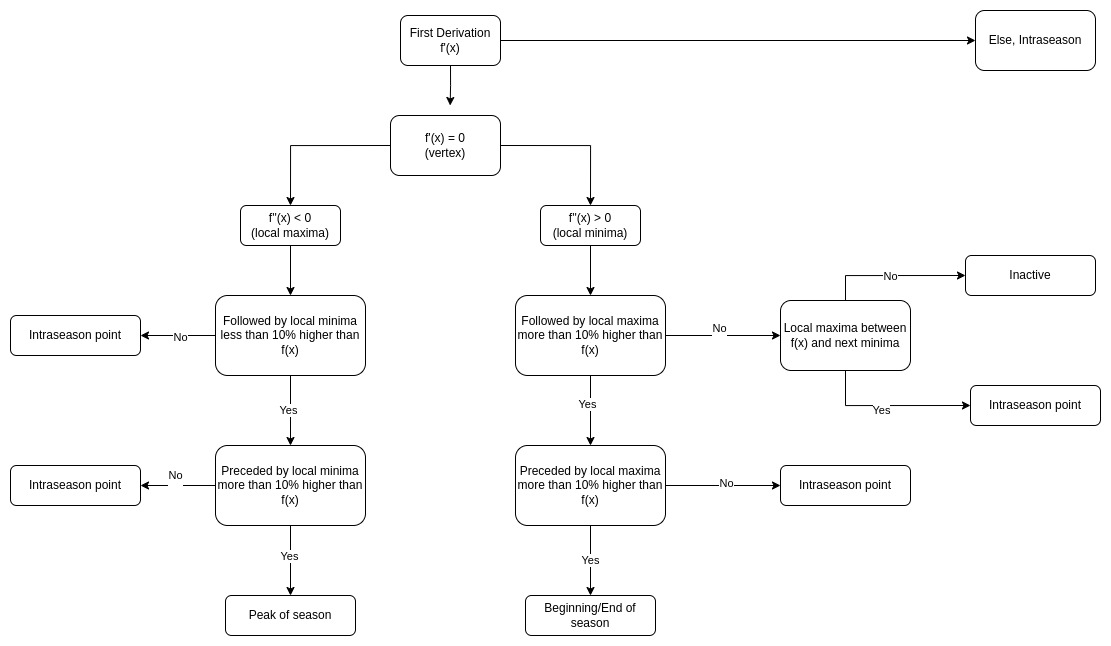 First Derivation
f'(x)
Else, Intraseason
f'(x) = 0
(vertex)
f''(x) < 0
(local maxima)
f''(x) > 0
(local minima)
Inactive
No
Followed by local minima
less than 10% higher than
f(x)
Followed by local maxima
more than 10% higher than
f(x)
Local maxima between
f(x) and next minima
Intraseason point
No
No
Yes
Yes
Yes
Intraseason point
Preceded by local minima
more than 10% higher than
f(x)
Preceded by local maxima
more than 10% higher than
f(x)
Intraseason point
No
No
Intraseason point
Yes
Yes
Peak of season
Beginning/End of
season